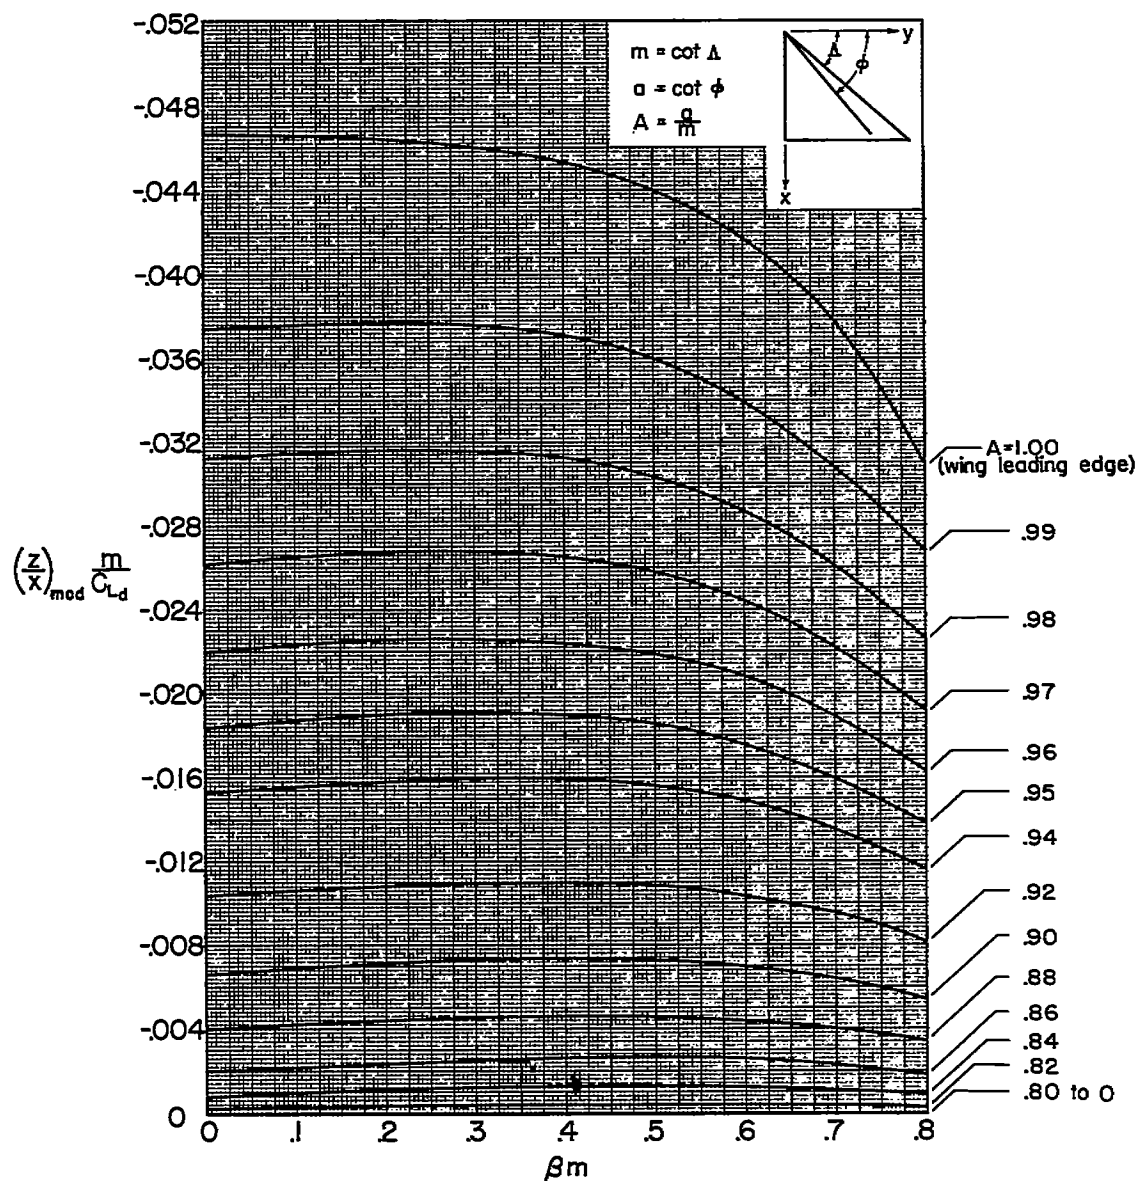 -.052
-.048
-.044
-.040
-.036
-.032
-.028
-.024
-.020
-.016
-.012
-.008
-.004
0
(z/x)mod m/CLd
m = cot Λ
a = cot ϕ
A = a/m
y
Λ
ϕ
x
A=1.00
(wing leading edge)
.99
.98
.97
.96
.95
.94
.92
.90
.88
.86
.84
.82
.80 to 0
0 .1 .2 .3 .4 .5 .6 .7 .8
βm